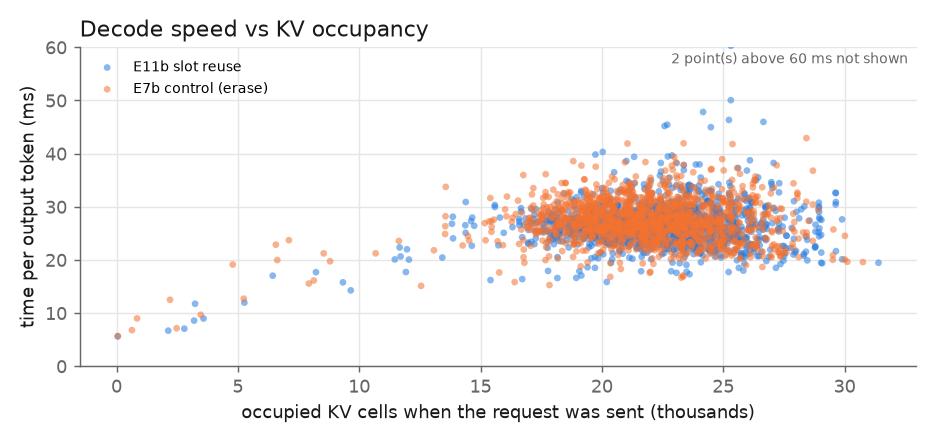 Decode speed vs KV occupancy
60
50
40
30
20
10
0
time per output token (ms)
E11b slot reuse
E7b control (erase)
2 point(s) above 60 ms not shown
0 5 10 15 20 25 30
occupied KV cells when the request was sent (thousands)